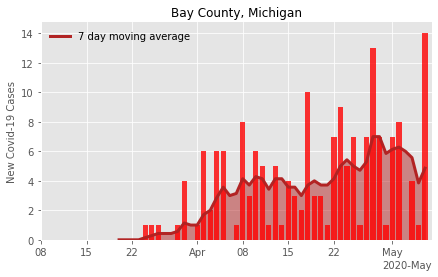 Bay County, Michigan
7 day moving average
New Covid-19 Cases
14
12
10
8
6
4
2
0
08 15 22 Apr 08 15 22 May
2020-May